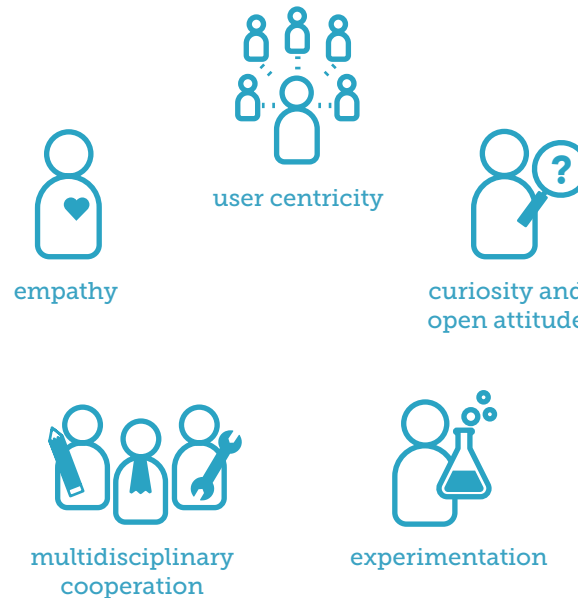 user centricity
?
empathy
curiosity and
open attitude
multidisciplinary
cooperation
experimentation